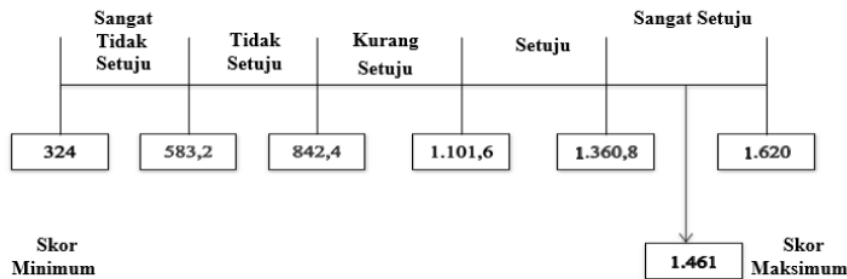 Sangat
Tidak
Setuju
Tidak
Setuju
Kurang
Setuju
Setuju
Sangat Setuju
324
583,2
842,4
1.101,6
1.360,8
1.620
Skor
Minimum
1.461
Skor
Maksimum